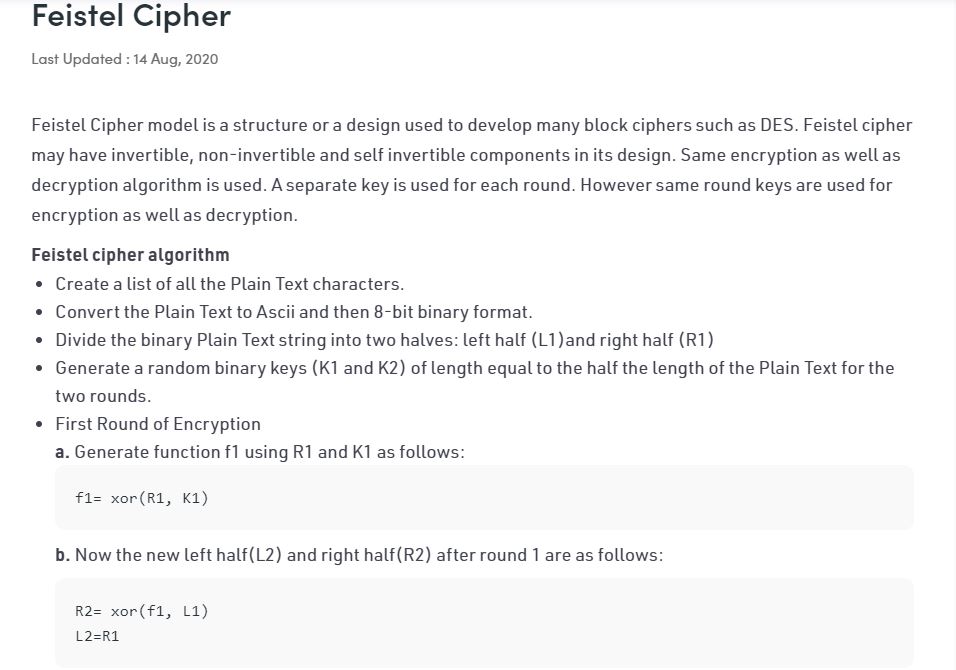 Feistel Cipher
Last Updated : 14 Aug, 2020
Feistel Cipher model is a structure or a design used to develop many block ciphers such as DES. Feistel cipher
may have invertible, non-invertible and self invertible components in its design. Same encryption as well as
decryption algorithm is used. A separate key is used for each round. However same round keys are used for
encryption as well as decryption.
Feistel cipher algorithm
• Create a list of all the Plain Text characters.
• Convert the Plain Text to Ascii and then 8-bit binary format.
• Divide the binary Plain Text string into two halves: left half (L1)and right half (R1)
• Generate a random binary keys (K1 and K2) of length equal to the half the length of the Plain Text for the
two rounds.
• First Round of Encryption
a. Generate function f1 using R1 and K1 as follows:
f1= xor(R1, K1)
b. Now the new left half(L2) and right half(R2) after round 1 are as follows:
R2= xor(f1, L1)
L2=R1